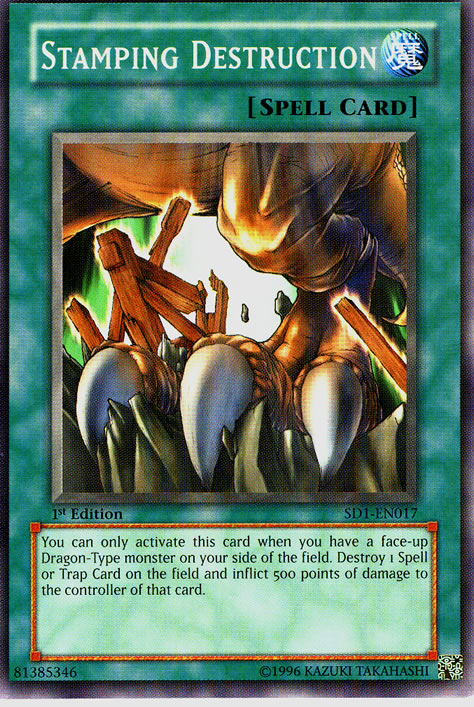 STAMPING DESTRUCTION
SPELL
魔
[SPELL CARD]
1st Edition
SD1-EN017
You can only activate this card when you have a face-up
Dragon-Type monster on your side of the field. Destroy 1 Spell
or Trap Card on the field and inflict 500 points of damage to
the controller of that card.
81385346
©1996 KAZUKI TAKAHASHI